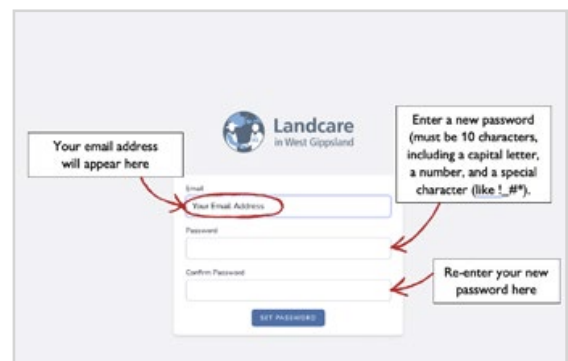 Landcare
in West Gippsland
Your email address
will appear here
Enter a new password
(must be 10 characters,
including a capital letter,
a number, and a special
character (like !_#*).
Email
Your Email Address
Password
Confirm Password
Re-enter your new
password here
SET PASSWORD